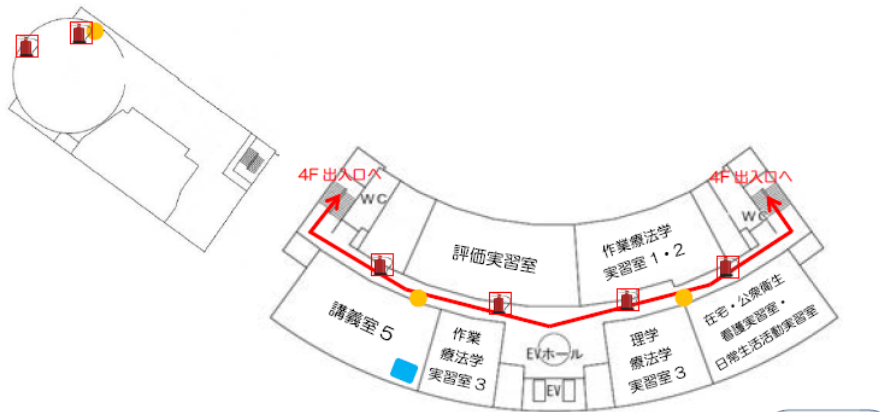 4F 出入口へ
4F 出入口へ
WC
WC
評価実習室
作業療法学
実習室1・2
講義室5
作業
療法学
実習室3
EVホール
EV
理学
療法学
実習室3
在宅・公衆衛生
看護実習室・
日常生活活動実習室